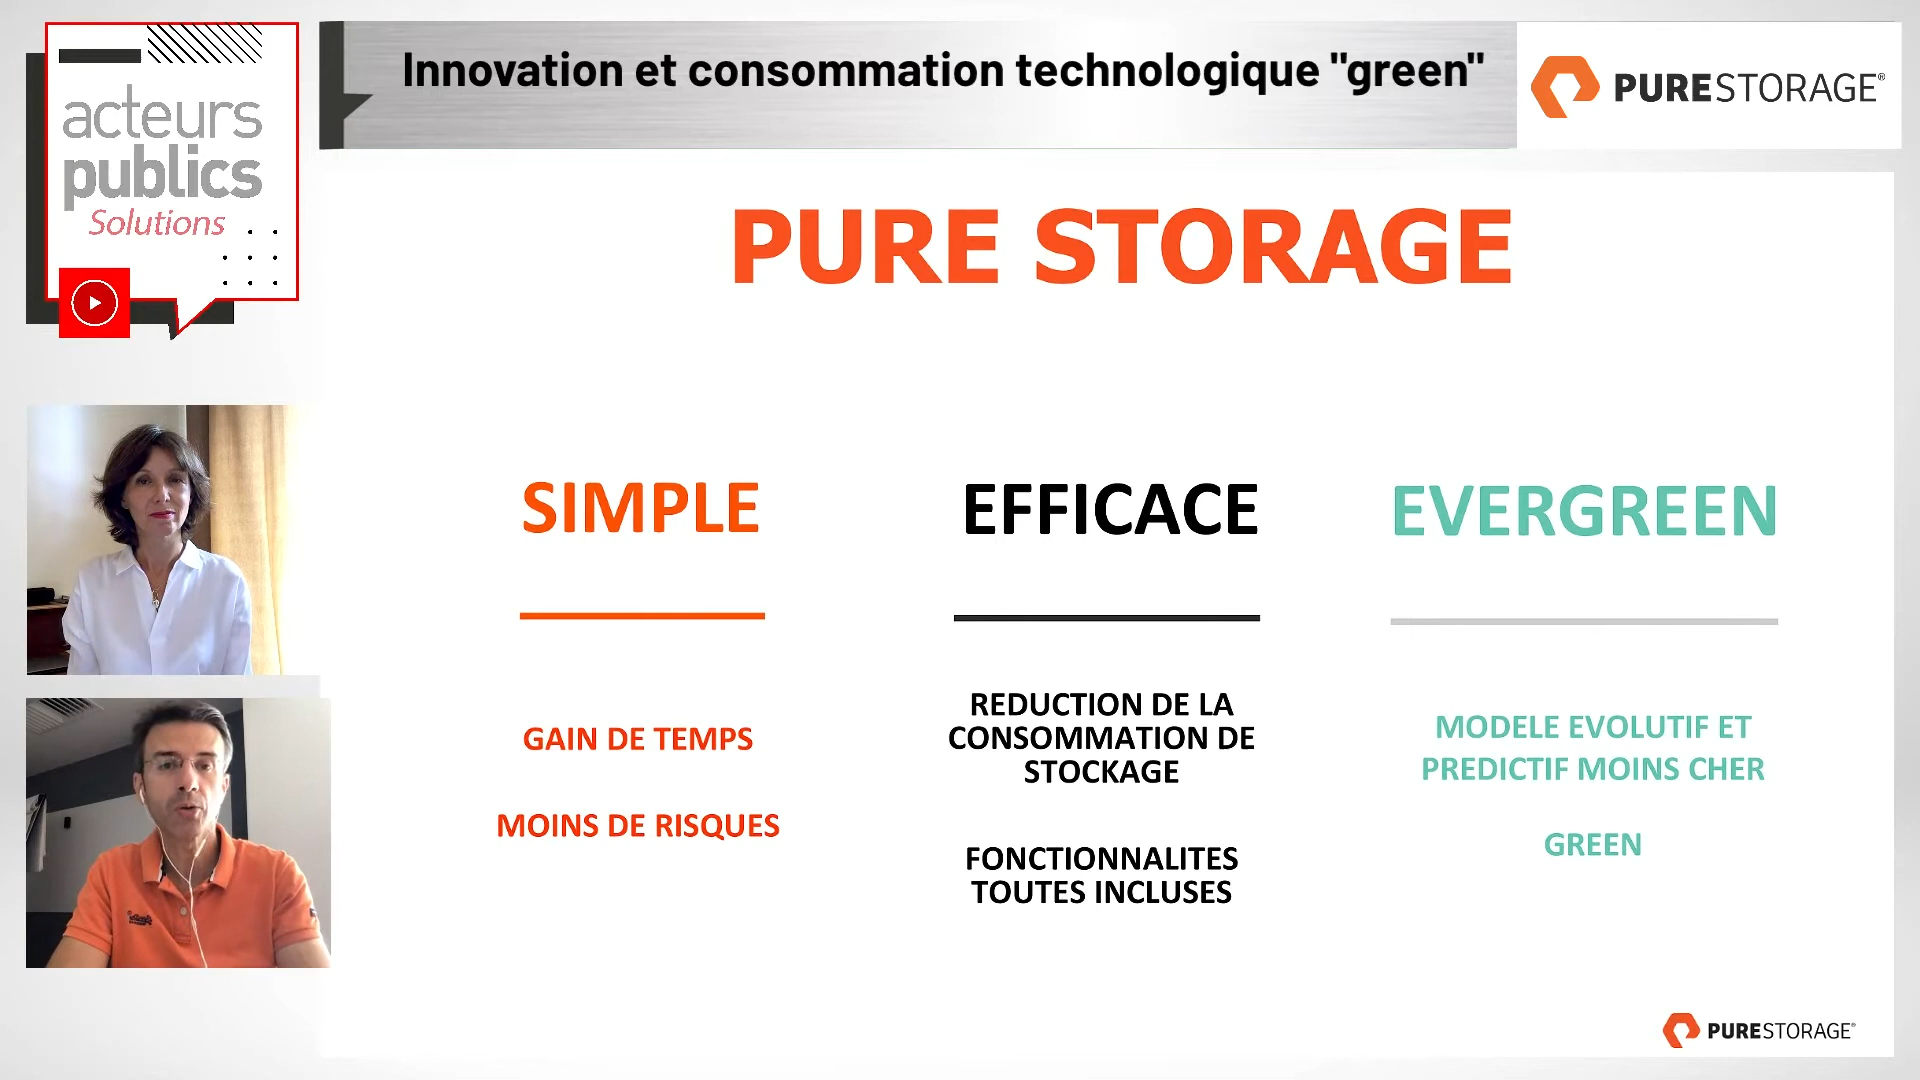 acteurs
publics
Solutions
Innovation et consommation technologique "green"
PURESTORAGE®
PURE STORAGE
SIMPLE
GAIN DE TEMPS
MOINS DE RISQUES
EFFICACE
REDUCTION DE LA
CONSOMMATION DE
STOCKAGE
FONCTIONNALITES
TOUTES INCLUSES
EVERGREEN
MODELE EVOLUTIF ET
PREDICTIF MOINS CHER
GREEN
PURESTORAGE®